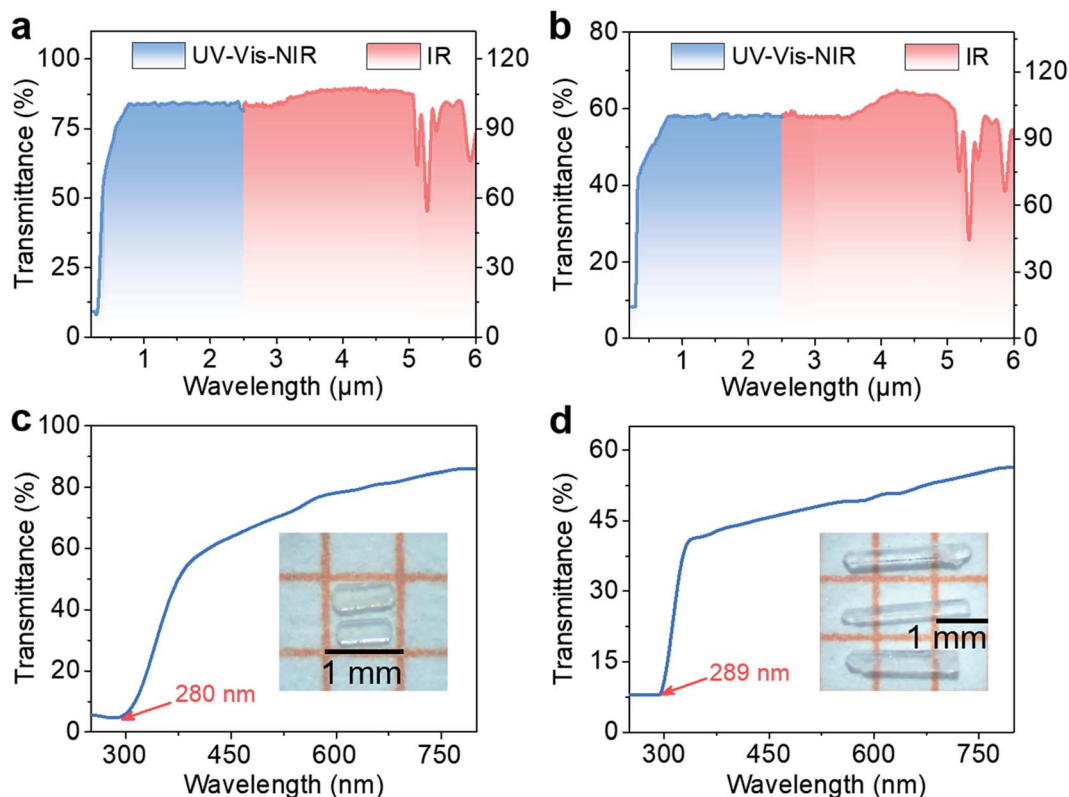 a
UV-Vis-NIR IR
Transmittance (%)
100
75
50
25
0
120
90
60
30
0
1 2 3 4 5 6
Wavelength (µm)
b
UV-Vis-NIR IR
Transmittance (%)
80
60
40
20
0
120
90
60
30
0
1 2 3 4 5 6
Wavelength (µm)
c
Transmittance (%)
100
80
60
40
20
0
280 nm
1 mm
300 450 600 750
Wavelength (nm)
d
Transmittance (%)
60
45
30
15
0
289 nm
1 mm
300 450 600 750
Wavelength (nm)